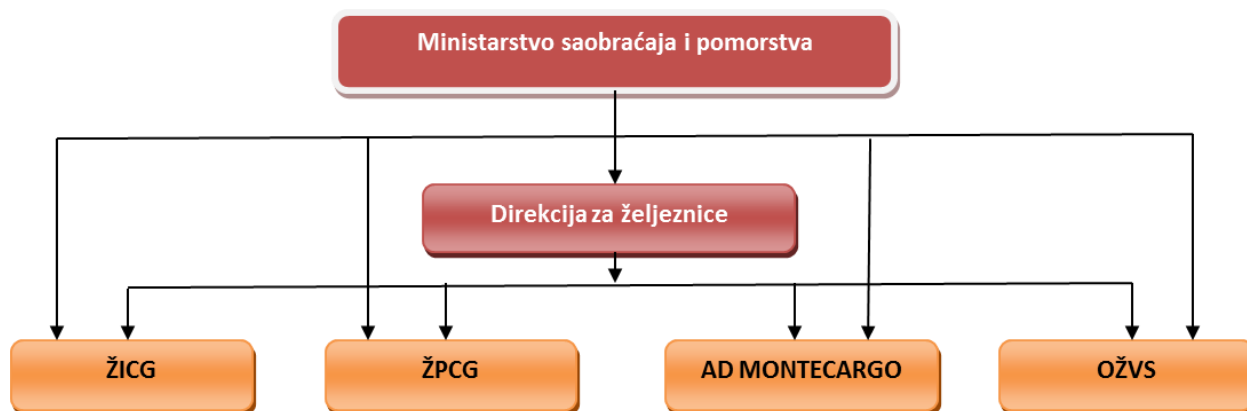 Ministarstvo saobraćaja i pomorstva
Direkcija za željeznice
ŽICG
ŽPCG
AD MONTECARGO
OŽVS